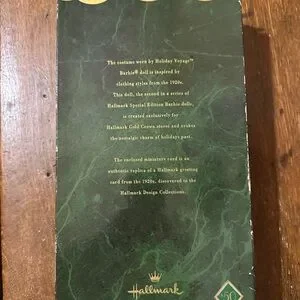 The costume worn by Holiday Voyage™
Barbie® doll is inspired by
clothing styles from the 1920s.
This doll, the second in a series of
Hallmark Special Edition Barbie dolls,
is created exclusively for
Hallmark Gold Crown stores and evokes
the nostalgic charm of holidays past.
The enclosed miniature card is an
authentic replica of a Hallmark greeting
card from the 1920s, discovered in the
Hallmark Design Collections.
Hallmark
50